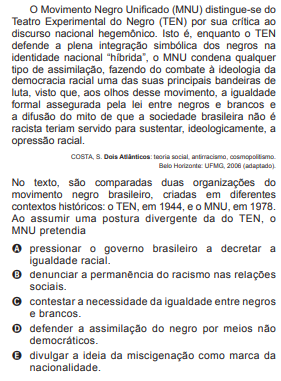 O Movimento Negro Unificado (MNU) distingue-se do
Teatro Experimental do Negro (TEN) por sua crítica ao
discurso nacional hegemônico. Isto é, enquanto o TEN
defende a plena integração simbólica dos negros na
identidade nacional “híbrida”, o MNU condena qualquer
tipo de assimilação, fazendo do combate à ideologia da
democracia racial uma das suas principais bandeiras de
luta, visto que, aos olhos desse movimento, a igualdade
formal assegurada pela lei entre negros e brancos e
a difusão do mito de que a sociedade brasileira não é
racista teriam servido para sustentar, ideologicamente, a
opressão racial.
COSTA, S. Dois Atlânticos: teoria social, antirracismo, cosmopolitismo.
Belo Horizonte: UFMG, 2006 (adaptado).
No texto, são comparadas duas organizações do
movimento negro brasileiro, criadas em diferentes
contextos históricos: o TEN, em 1944, e o MNU, em 1978.
Ao assumir uma postura divergente da do TEN, o
MNU pretendia
A pressionar o governo brasileiro a decretar a
igualdade racial.
B denunciar a permanência do racismo nas relações
sociais.
C contestar a necessidade da igualdade entre negros
e brancos.
D defender a assimilação do negro por meios não
democráticos.
E divulgar a ideia da miscigenação como marca da
nacionalidade.